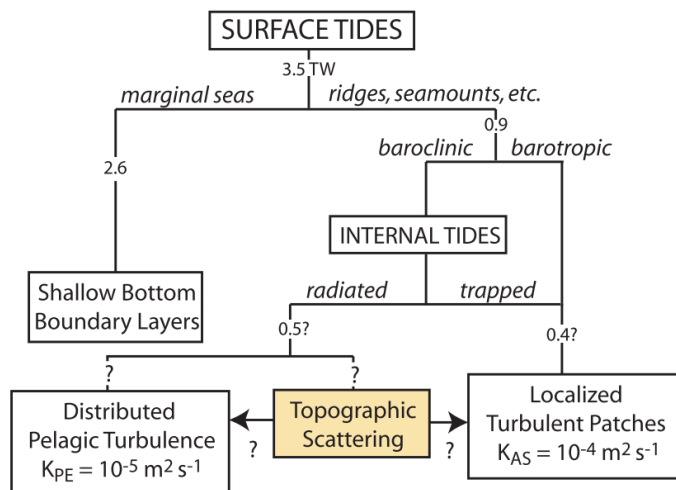 SURFACE TIDES
3.5 TW
marginal seas
ridges, seamounts, etc.
0.9
baroclinic
barotropic
2.6
INTERNAL TIDES
Shallow Bottom
Boundary Layers
radiated
trapped
0.5?
0.4?
?
?
Distributed
Pelagic Turbulence
K_PE = 10⁻⁵ m² s⁻¹
?
Topographic
Scattering
?
Localized
Turbulent Patches
K_AS = 10⁻⁴ m² s⁻¹